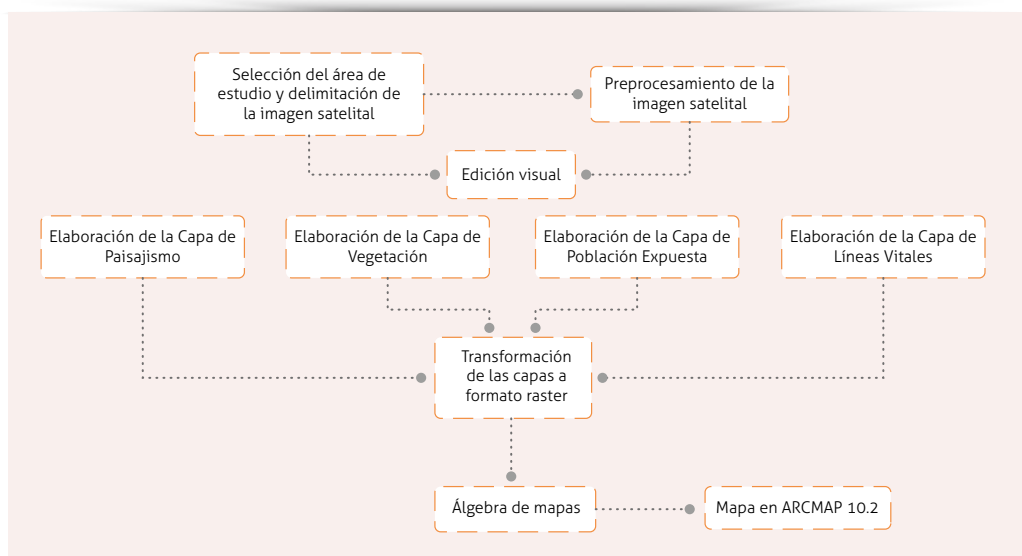 Selección del área de
estudio y delimitación de
la imagen satelital
Preprocesamiento de la
imagen satelital
Edición visual
Elaboración de la Capa de
Paisajismo
Elaboración de la Capa de
Vegetación
Elaboración de la Capa de
Población Expuesta
Elaboración de la Capa de
Líneas Vitales
Transformación
de las capas a
formato raster
Álgebra de mapas
Mapa en ARCMAP 10.2